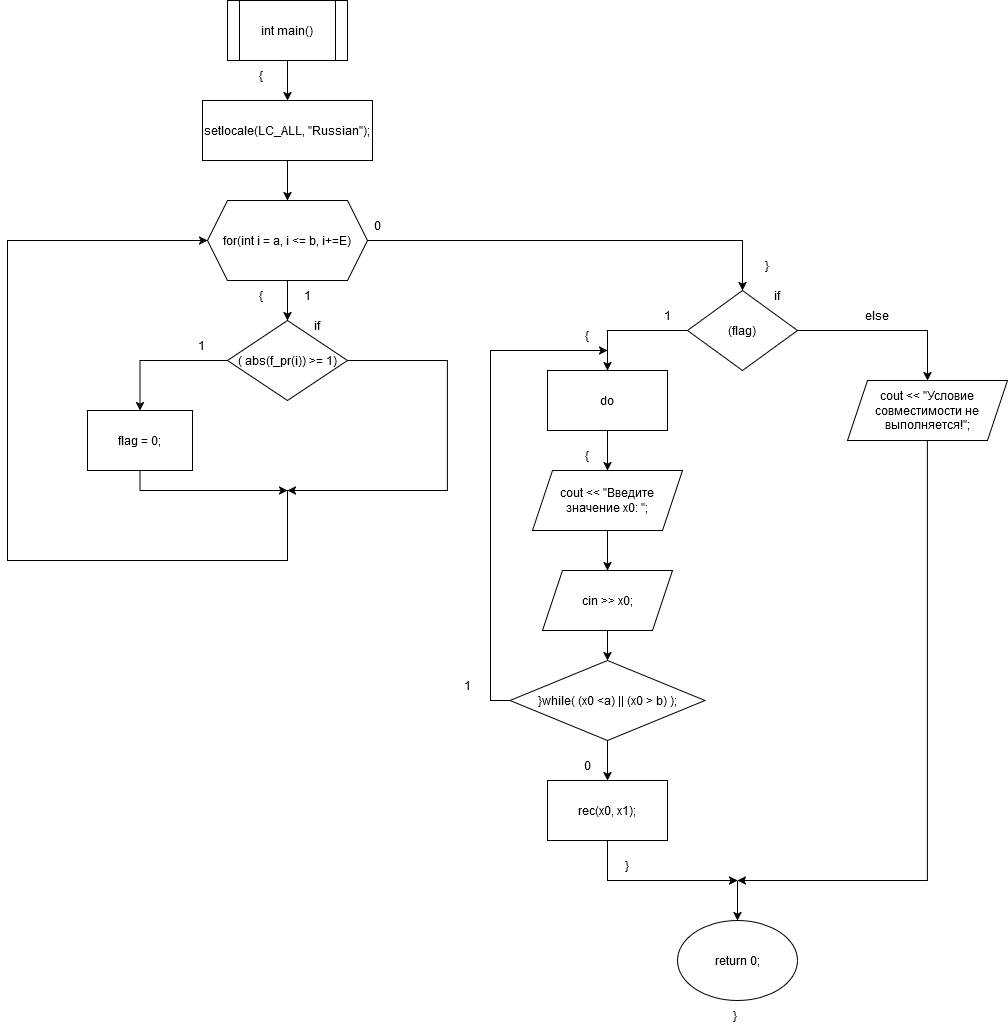 int main()
{
setlocale(LC_ALL, "Russian");
for(int i = a, i <= b, i+=E)
0
{
1
if
( abs(f_pr(i)) >= 1)
1
flag = 0;
}
if
(flag)
1
else
{
do
{
cout << "Введите
значение x0: ";
cin >> x0;
}while( (x0 <a) || (x0 > b) );
1
0
rec(x0, x1);
}
cout << "Условие
совместимости не
выполняется!";
return 0;
}